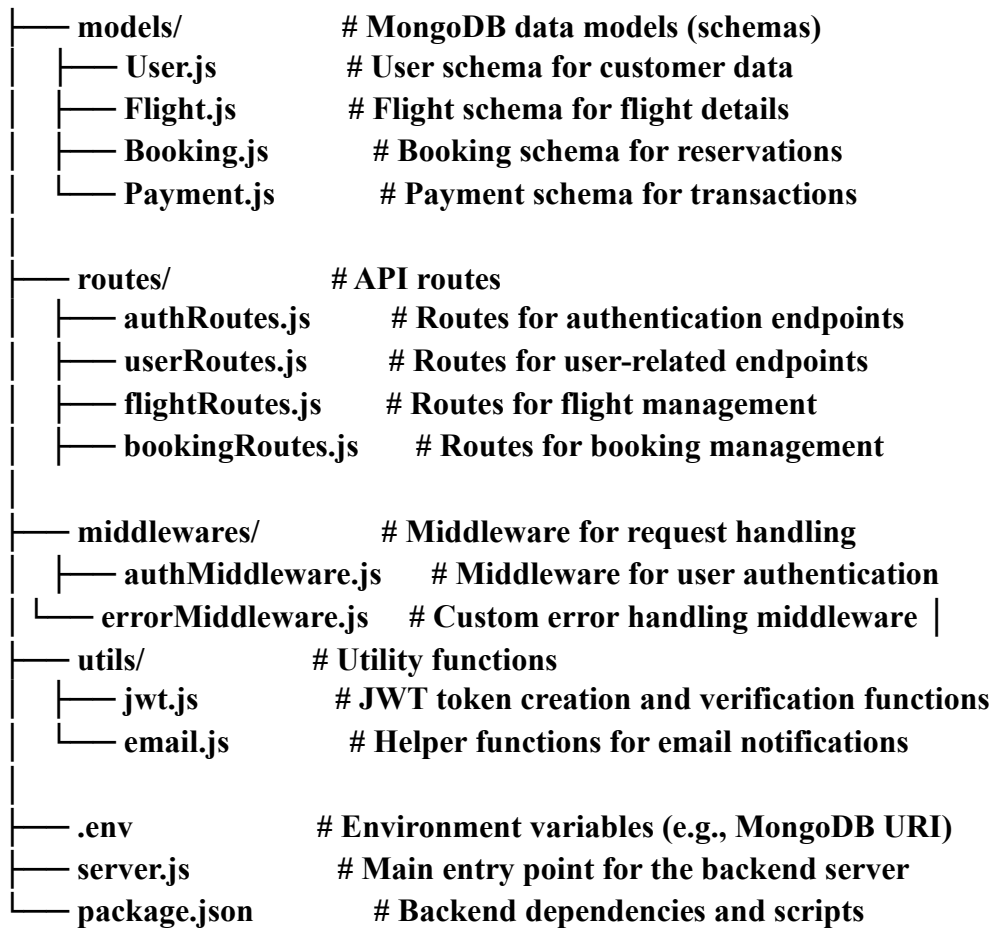 ├── models/ # MongoDB data models (schemas)
│ ├── User.js # User schema for customer data
│ ├── Flight.js # Flight schema for flight details
│ ├── Booking.js # Booking schema for reservations
│ └── Payment.js # Payment schema for transactions
│
├── routes/ # API routes
│ ├── authRoutes.js # Routes for authentication endpoints
│ ├── userRoutes.js # Routes for user-related endpoints
│ ├── flightRoutes.js # Routes for flight management
│ ├── bookingRoutes.js # Routes for booking management
│
├── middlewares/ # Middleware for request handling
│ ├── authMiddleware.js # Middleware for user authentication
│ └── errorMiddleware.js # Custom error handling middleware │
├── utils/ # Utility functions
│ ├── jwt.js # JWT token creation and verification functions
│ └── email.js # Helper functions for email notifications
│
├── .env # Environment variables (e.g., MongoDB URI)
├── server.js # Main entry point for the backend server
└── package.json # Backend dependencies and scripts